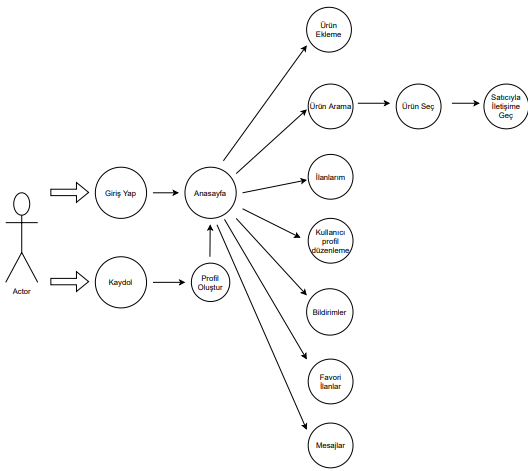 Ürün
Ekleme
Ürün Arama
Ürün Seç
Satıcıyla
İletişime
Geç
Giriş Yap
Anasayfa
İlanlarım
Kullanıcı
profil
düzenleme
Actor
Kaydol
Profil
Oluştur
Bildirimler
Favori
İlanlar
Mesajlar